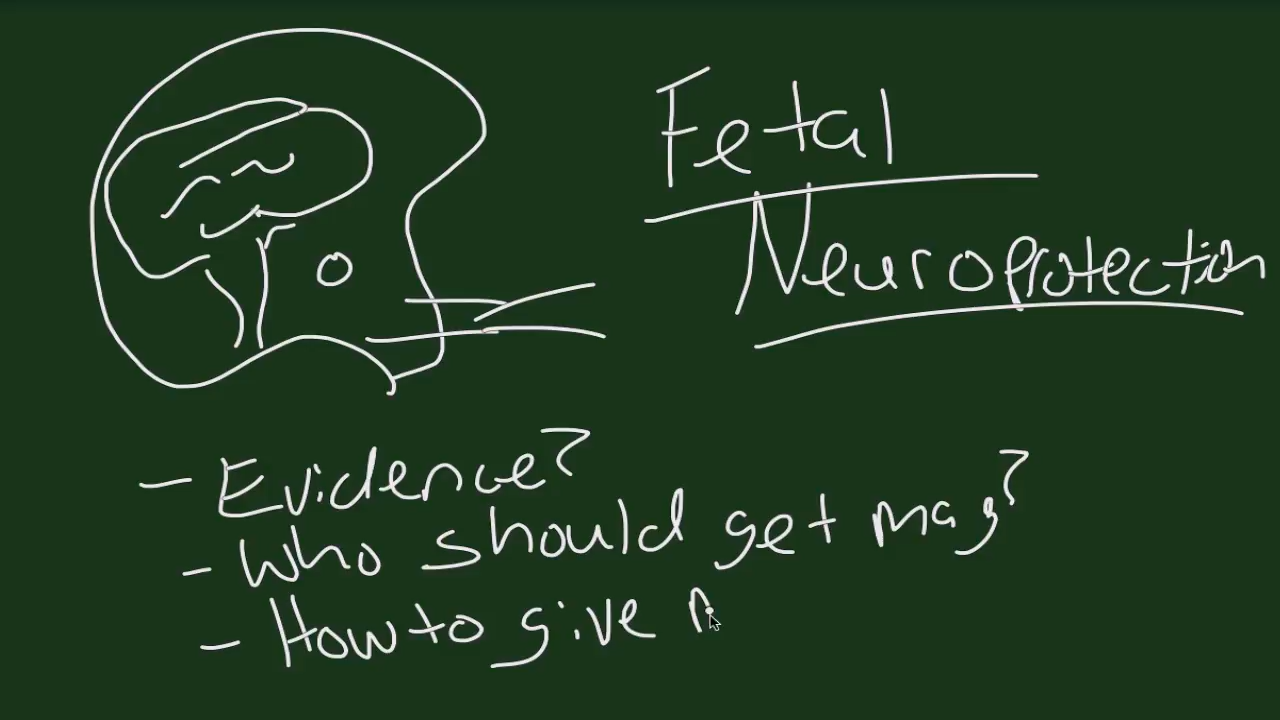 Fetal
Neuroprotection
- Evidence?
- Who should get mag?
- How to give